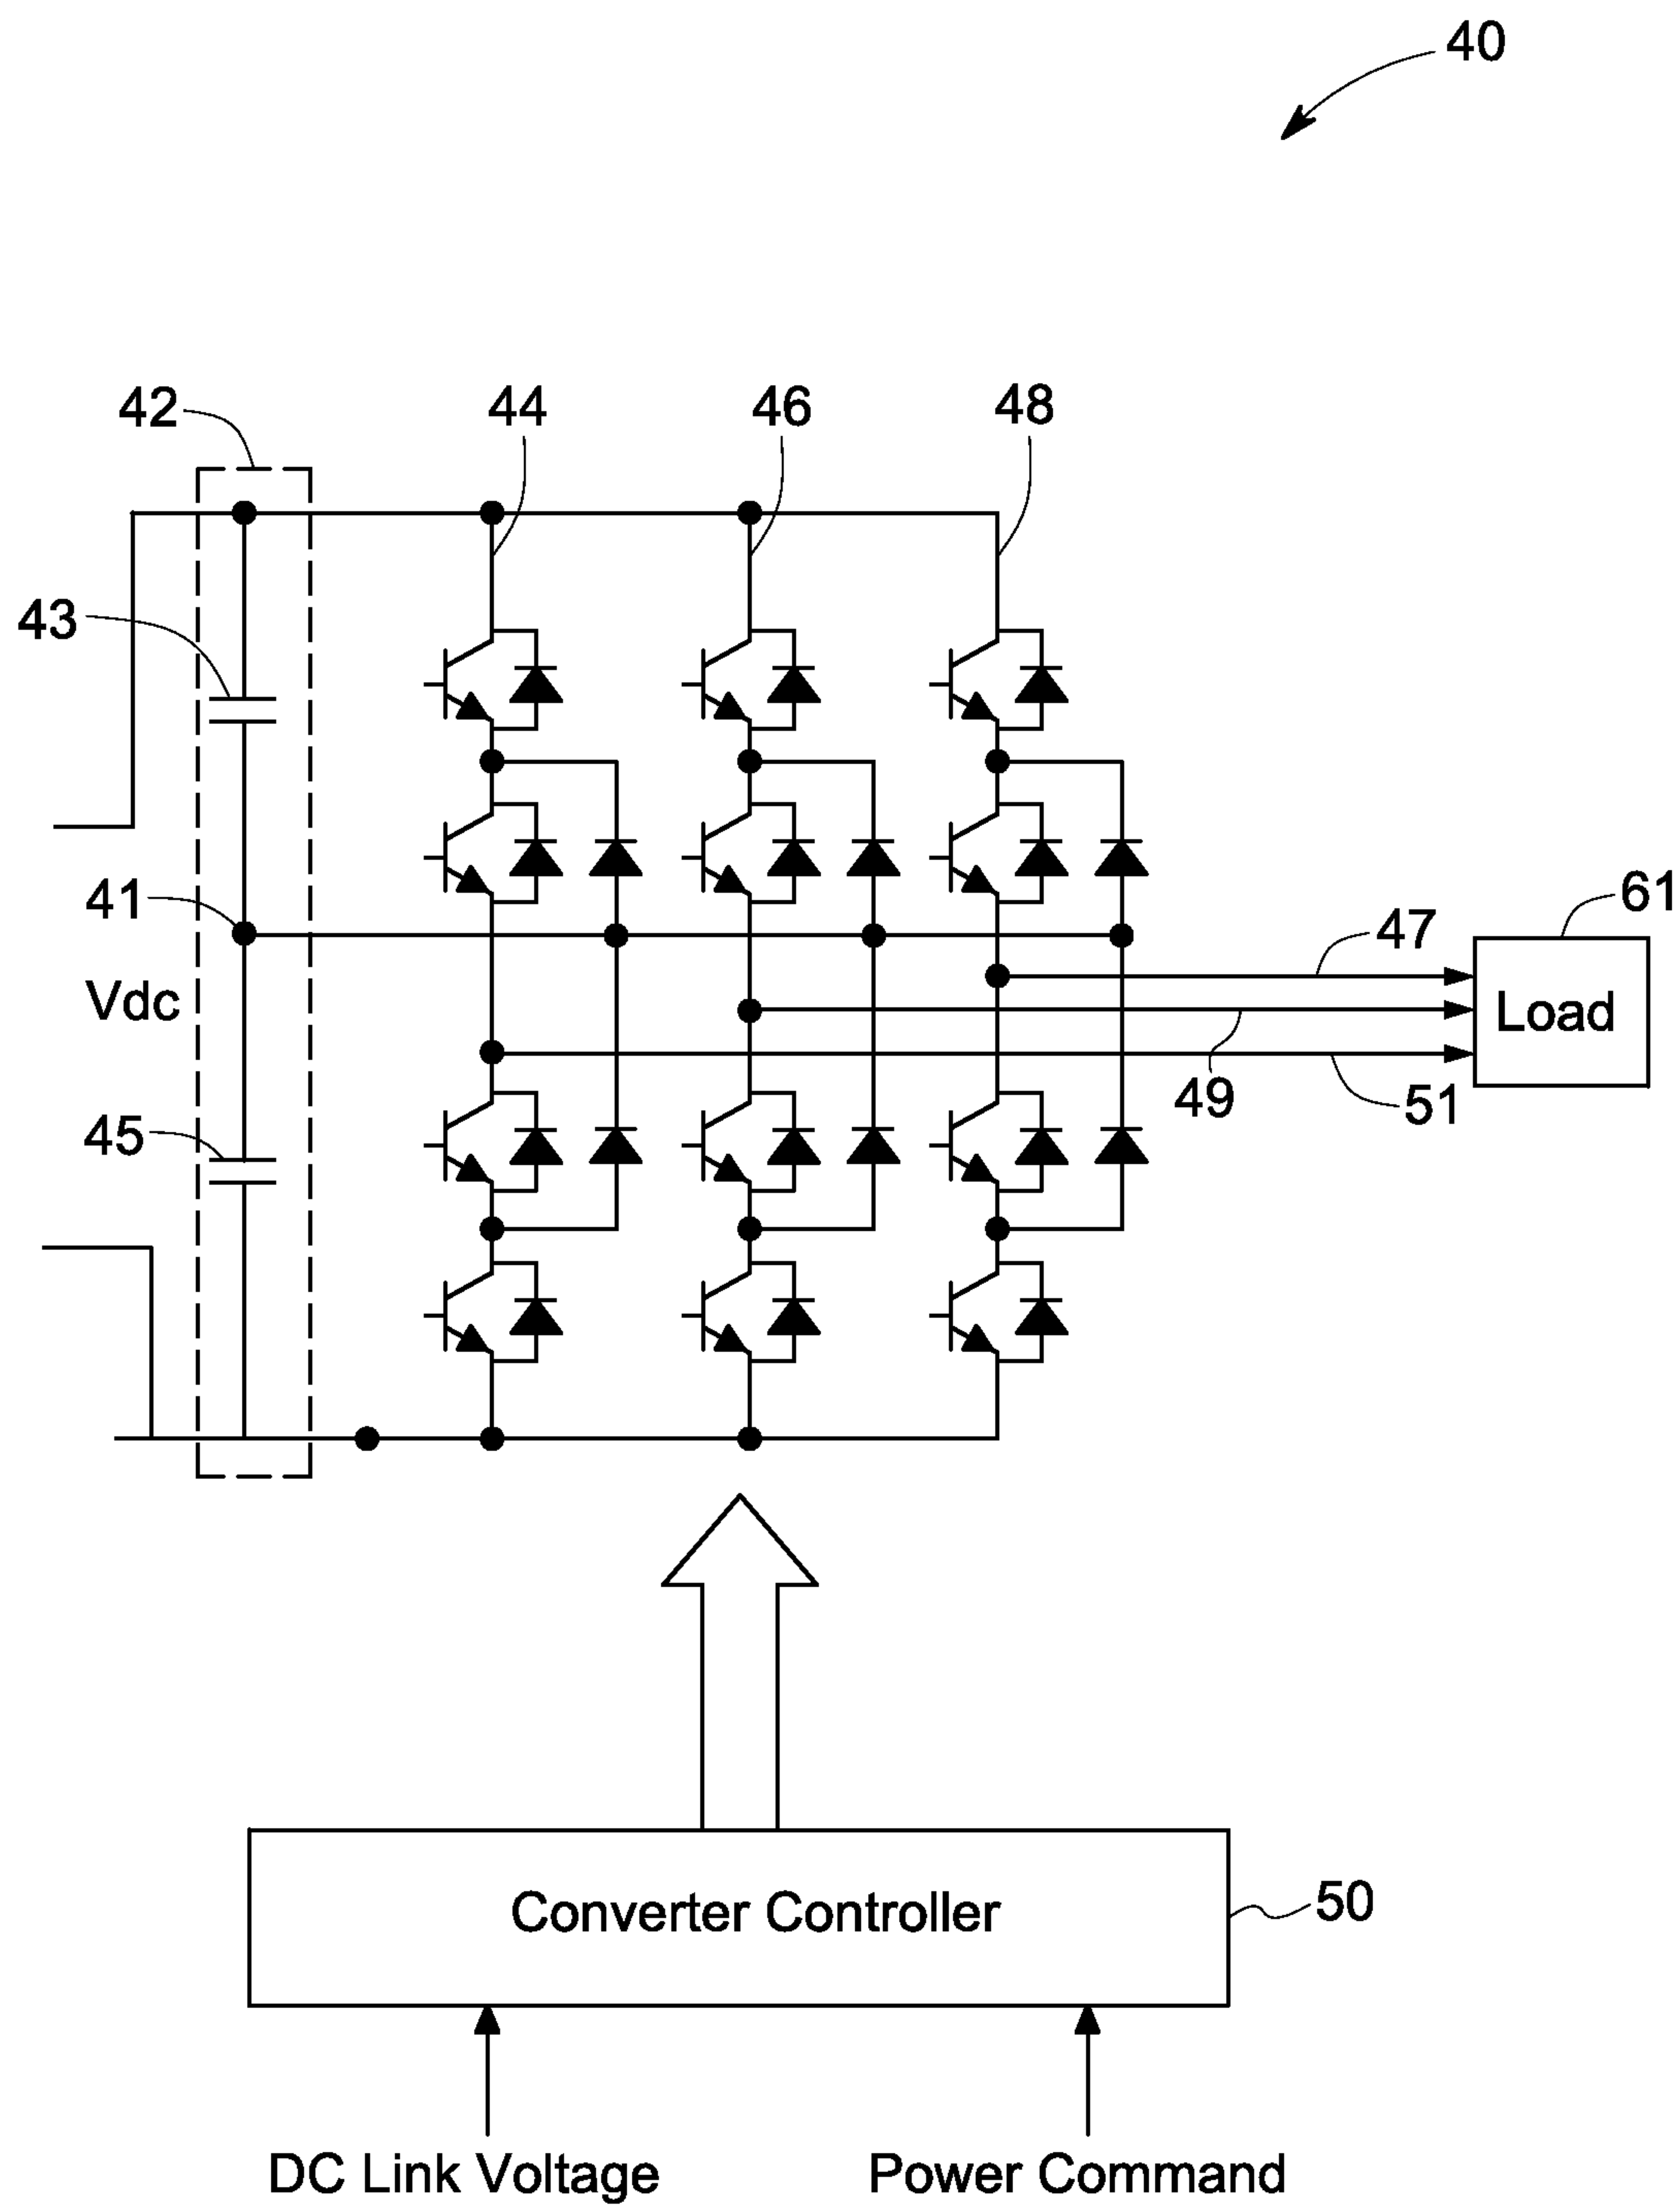 40
42
44
46
48
43
41
61
47
Vdc
Load
49
51
45
Converter Controller
50
DC Link Voltage
Power Command